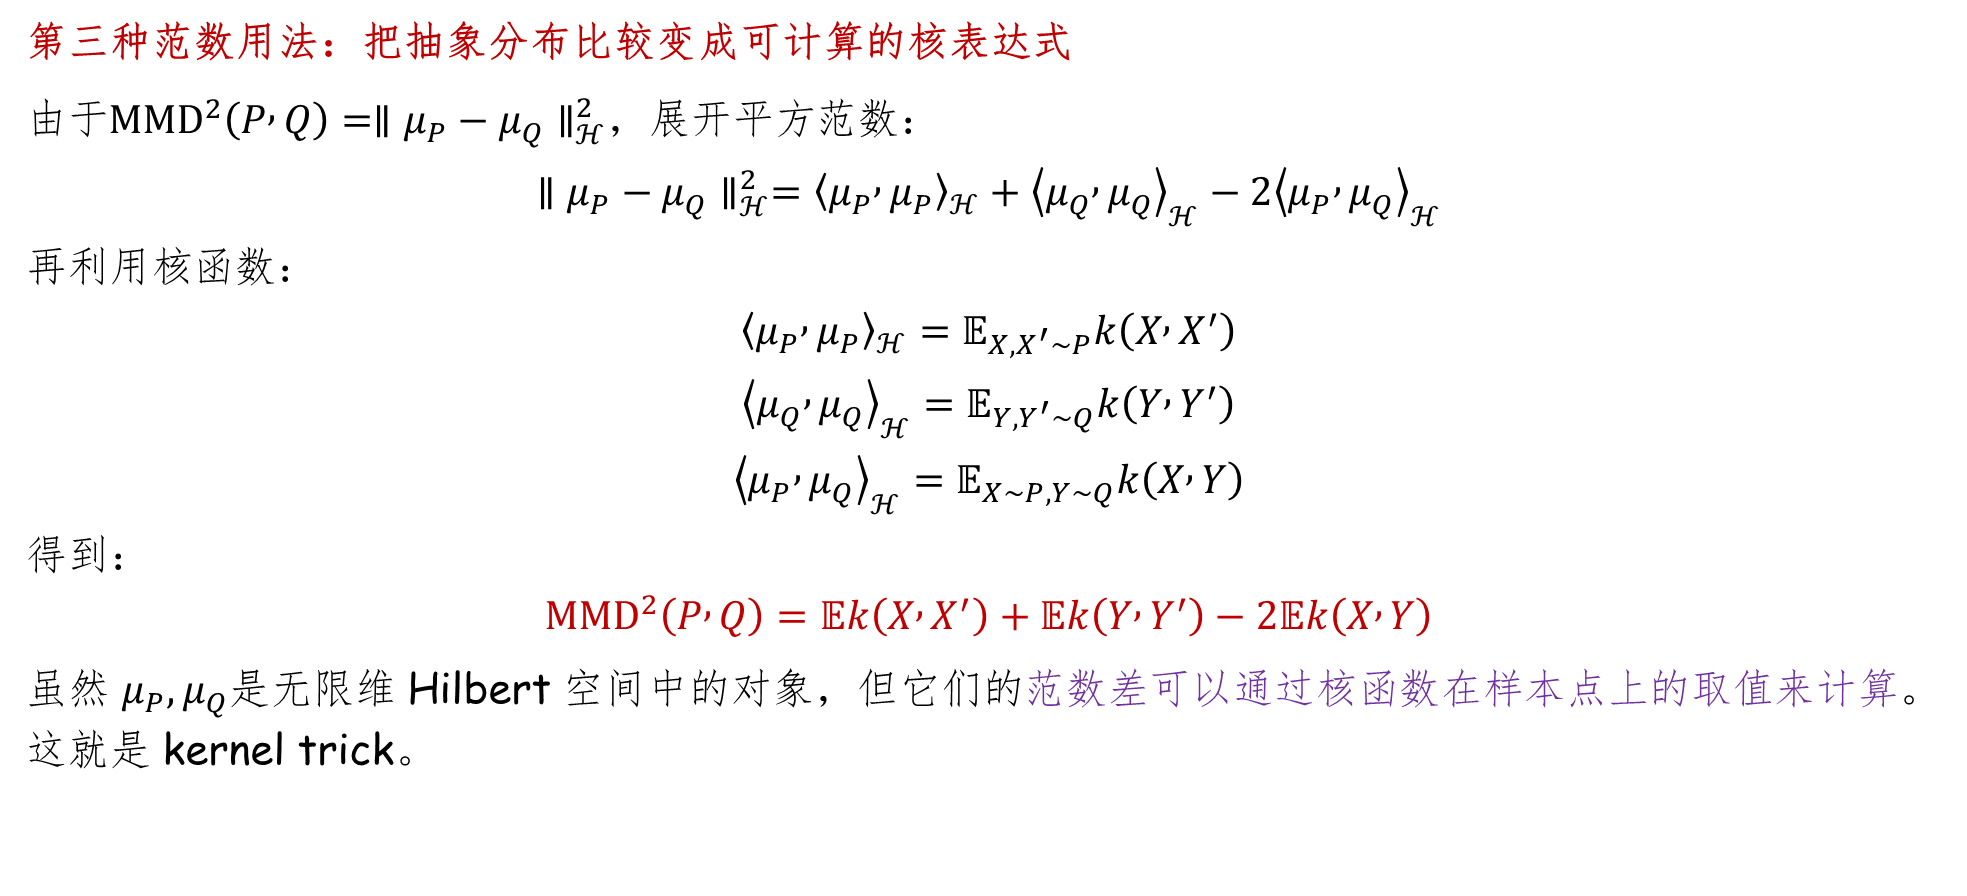 第三种范数用法：把抽象分布比较变成可计算的核表达式
由于MMD²(P, Q) =∥ μ_P − μ_Q ∥²_ℋ，展开平方范数：
∥ μ_P − μ_Q ∥²_ℋ= ⟨μ_P, μ_P⟩_ℋ + ⟨μ_Q, μ_Q⟩_ℋ − 2⟨μ_P, μ_Q⟩_ℋ
再利用核函数：
⟨μ_P, μ_P⟩_ℋ = 𝔼_{X,X′∼P}k(X, X′)
⟨μ_Q, μ_Q⟩_ℋ = 𝔼_{Y,Y′∼Q}k(Y, Y′)
⟨μ_P, μ_Q⟩_ℋ = 𝔼_{X∼P,Y∼Q}k(X, Y)
得到：
MMD²(P, Q) = 𝔼k(X, X′) + 𝔼k(Y, Y′) − 2𝔼k(X, Y)
虽然 μ_P, μ_Q是无限维 Hilbert 空间中的对象，但它们的范数差可以通过核函数在样本点上的取值来计算。
这就是 kernel trick。